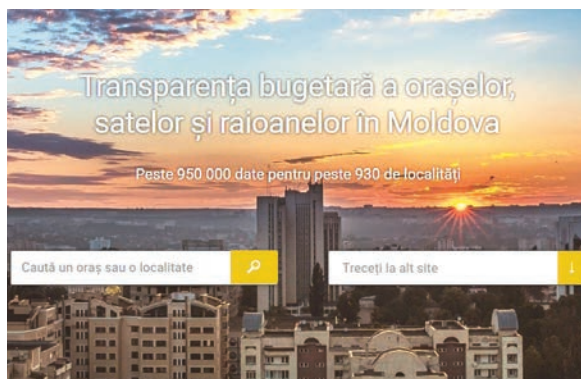 Transparența bugetară a orașelor,
satelor și raioanelor în Moldova
Peste 950 000 date pentru peste 930 de localități
Caută un oraș sau o localitate
Treceți la alt site